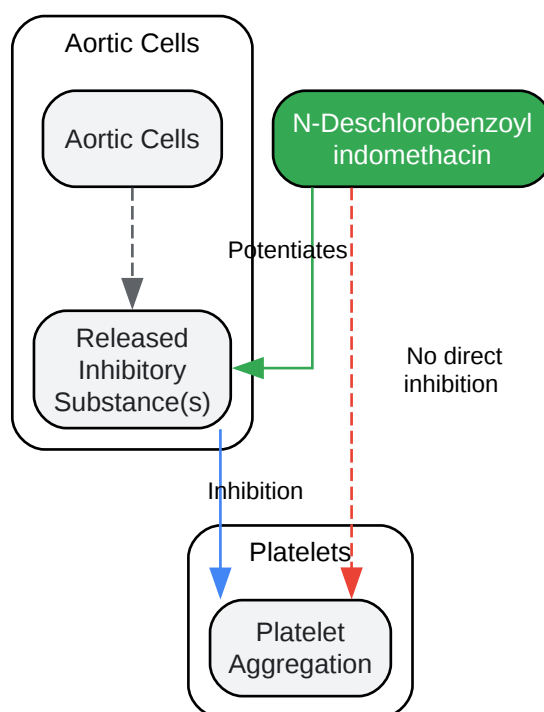 Aortic Cells
Aortic Cells
N-Deschlorobenzoyl
indomethacin
Potentiates
Released
Inhibitory
Substance(s)
No direct
inhibition
Inhibition
Platelets
Platelet
Aggregation